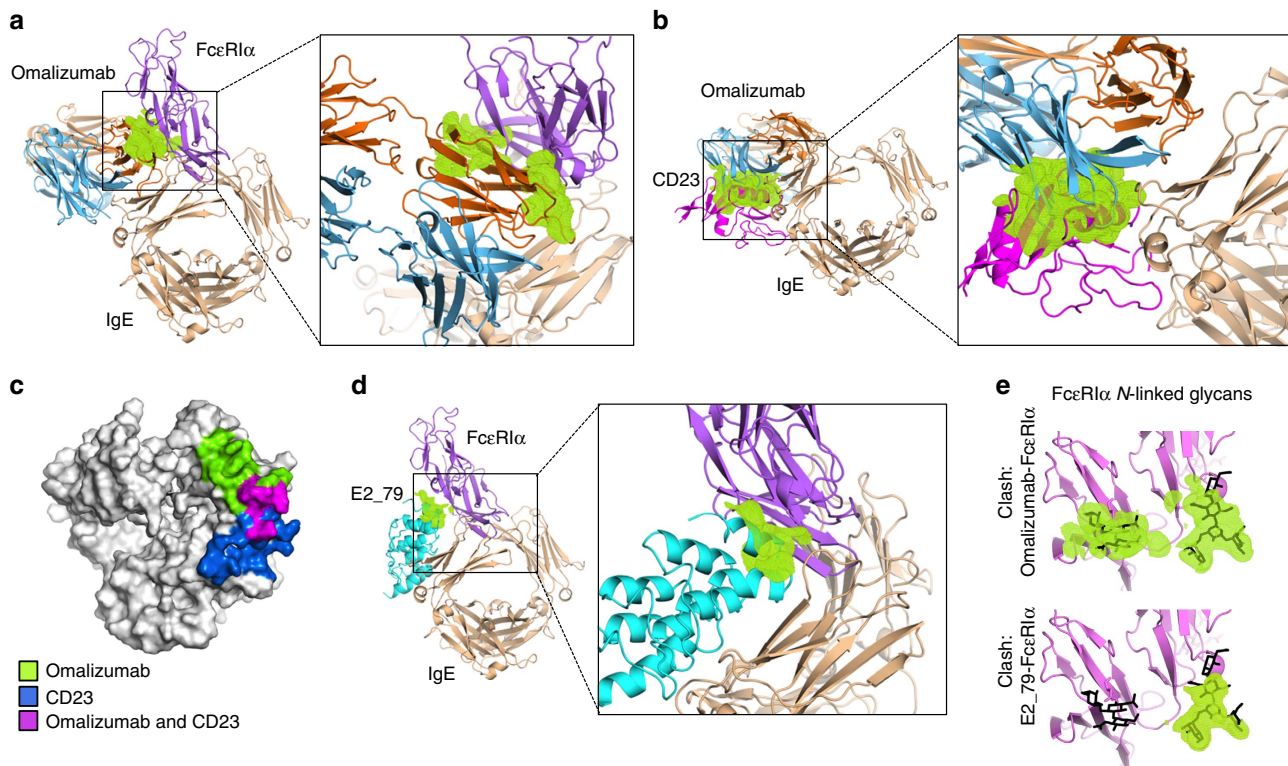 a
FcεRIα
Omalizumab
IgE
b
Omalizumab
CD23
IgE
c
Omalizumab
CD23
Omalizumab and CD23
d
FcεRIα
E2_79
IgE
e
FcεRIα N-linked glycans
Clash:
Omalizumab-FcεRIα
Clash:
E2_79-FcεRIα